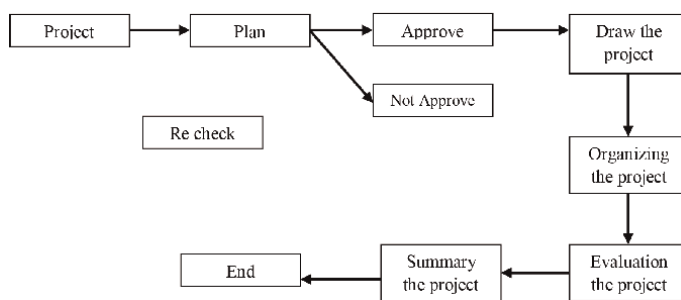 Project
Plan
Approve
Draw the
project
Not Approve
Re check
Organizing
the project
End
Summary
the project
Evaluation
the project